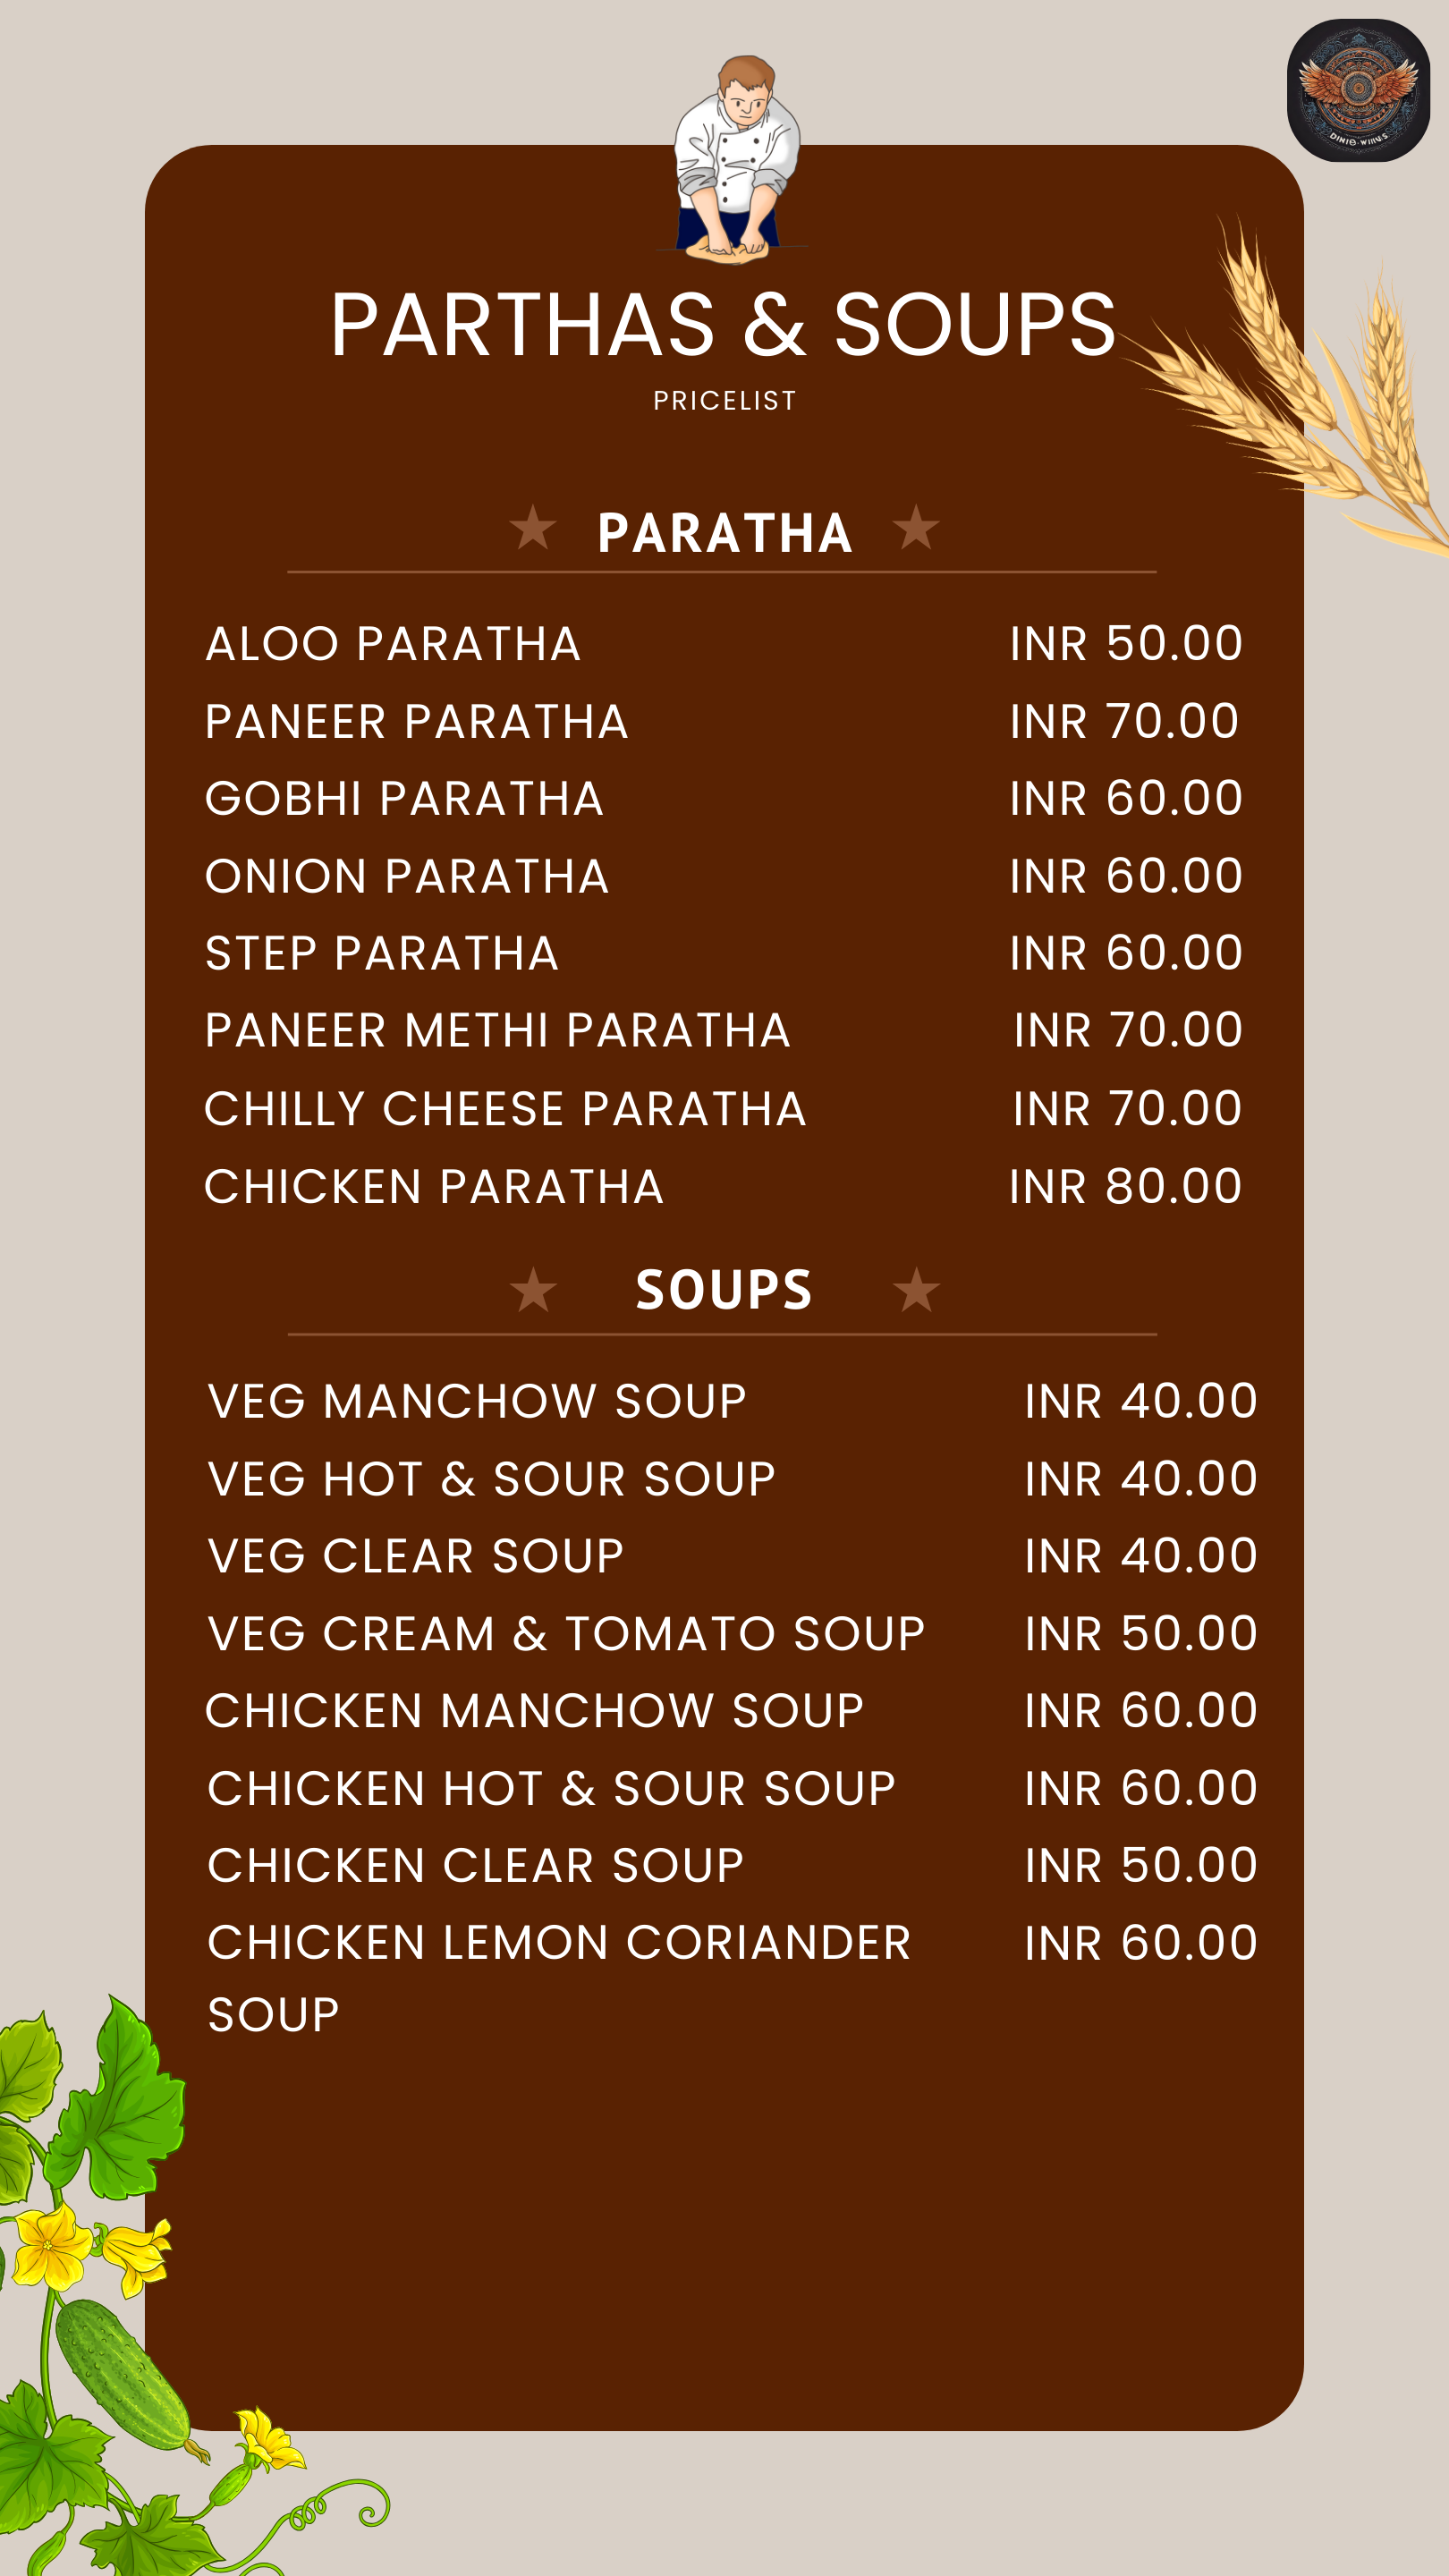 DINIG-WINGS
PARTHAS & SOUPS
PRICELIST
PARATHA
ALOO PARATHA INR 50.00
PANEER PARATHA INR 70.00
GOBHI PARATHA INR 60.00
ONION PARATHA INR 60.00
STEP PARATHA INR 60.00
PANEER METHI PARATHA INR 70.00
CHILLY CHEESE PARATHA INR 70.00
CHICKEN PARATHA INR 80.00
SOUPS
VEG MANCHOW SOUP INR 40.00
VEG HOT & SOUR SOUP INR 40.00
VEG CLEAR SOUP INR 40.00
VEG CREAM & TOMATO SOUP INR 50.00
CHICKEN MANCHOW SOUP INR 60.00
CHICKEN HOT & SOUR SOUP INR 60.00
CHICKEN CLEAR SOUP INR 50.00
CHICKEN LEMON CORIANDER INR 60.00
SOUP